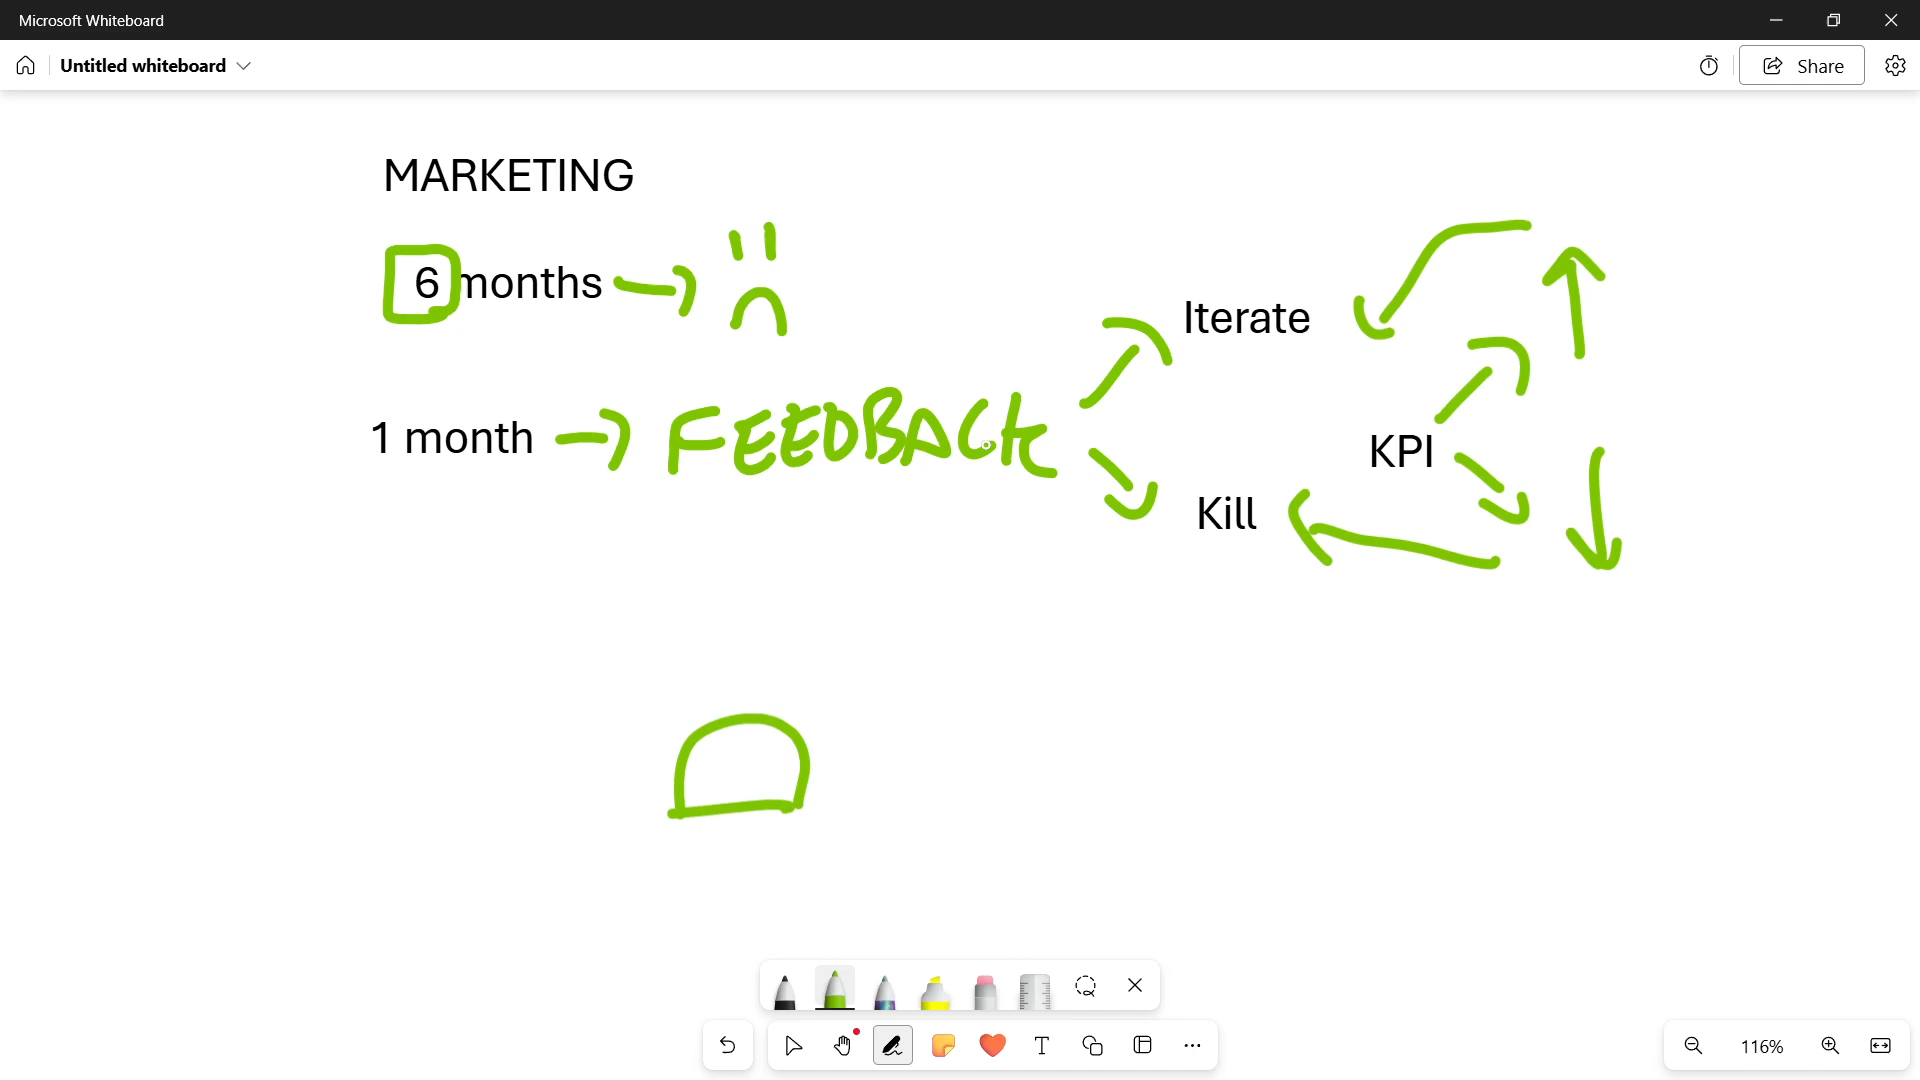 Microsoft Whiteboard
Untitled whiteboard
Share
MARKETING
6 months
1 month
FEEDBACK
Iterate
KPI
Kill
116%